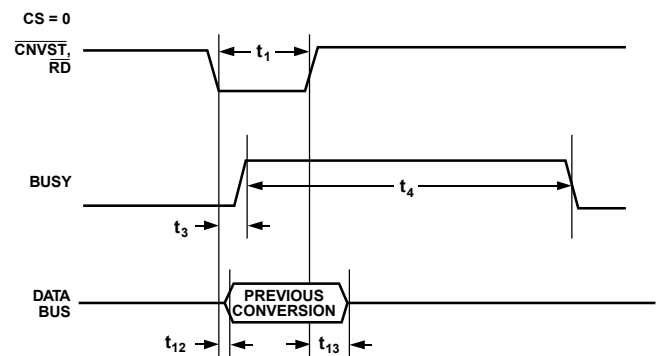 CS = 0
CNVST,
RD
t1
BUSY
t4
t3
DATA
BUS
PREVIOUS
CONVERSION
t12
t13